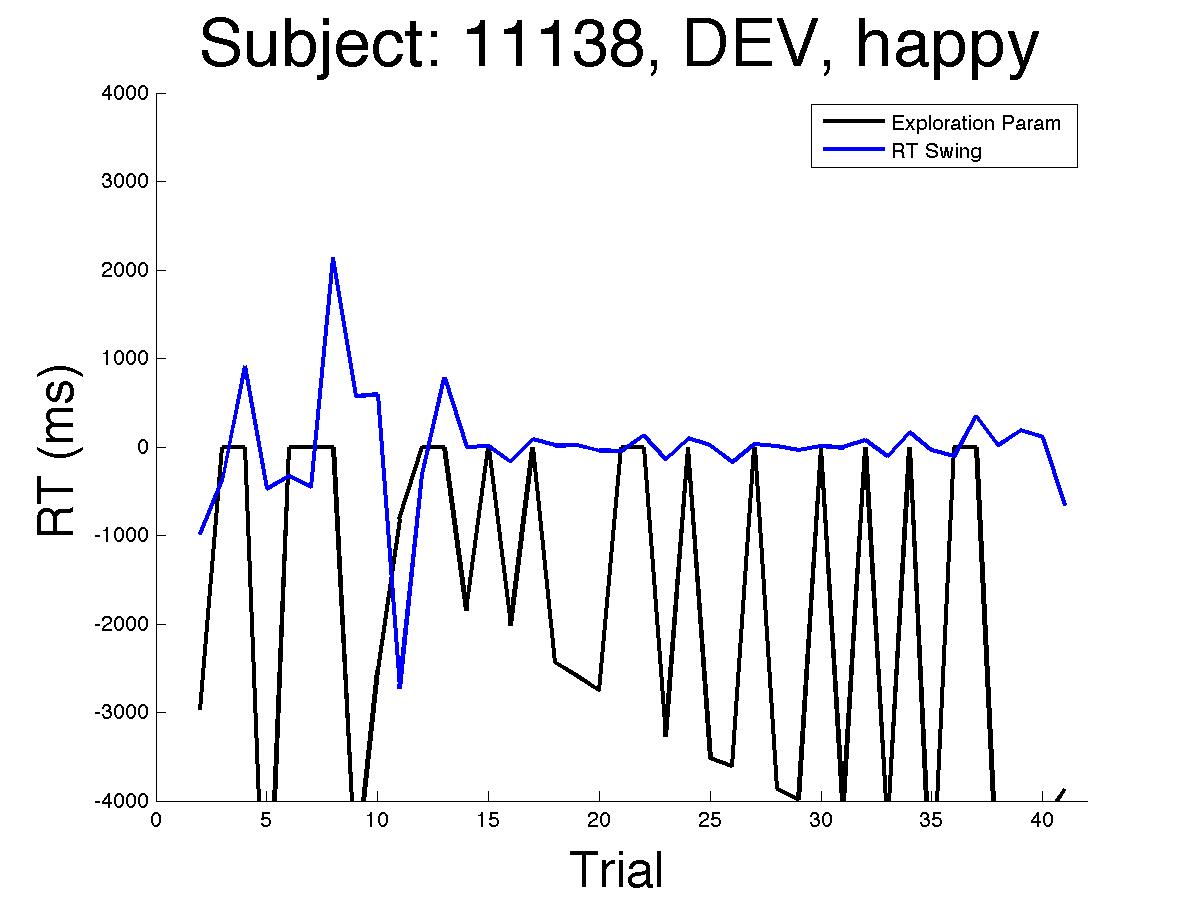 Subject: 11138, DEV, happy
Exploration Param
RT Swing
4000
3000
2000
1000
0
-1000
-2000
-3000
-4000
RT (ms)
0 5 10 15 20 25 30 35 40
Trial